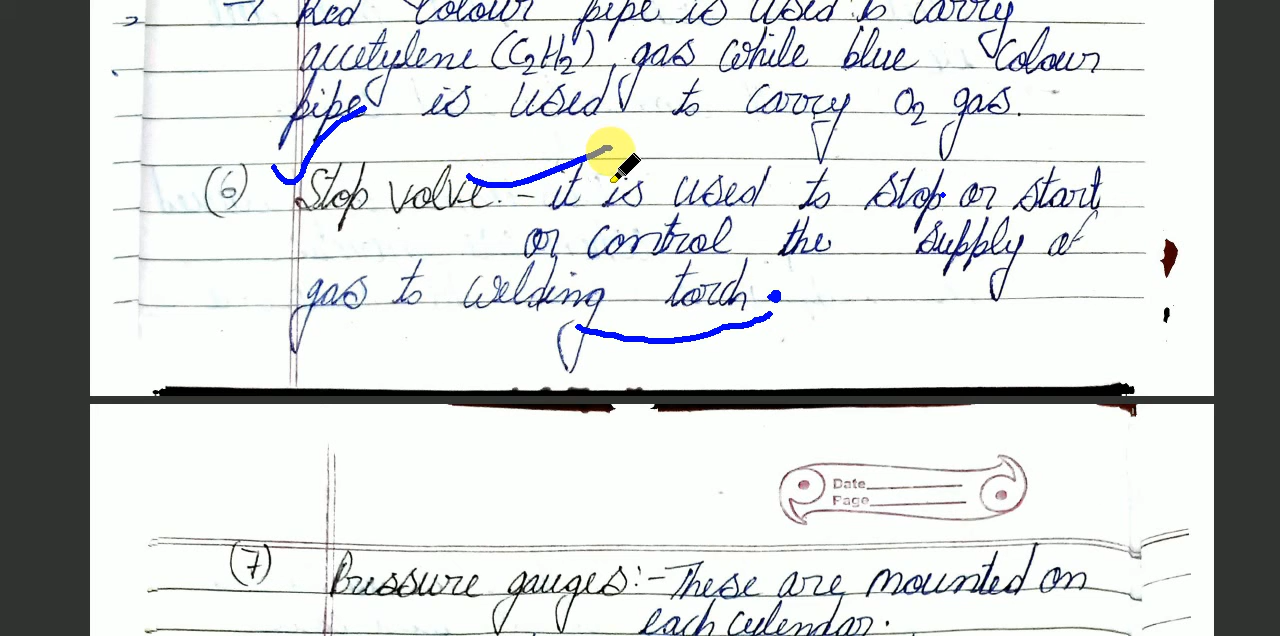 → Red colour pipe is used to carry
accetylene (C2H2) gas while blue colour
pipe is used to carry O2 gas.
(6) Stop valve:- it is used to stop or start
or control the supply of
gas to welding torch.
Date
Page
(7) Pressure gauges:- These are mounted on
each cylendar.